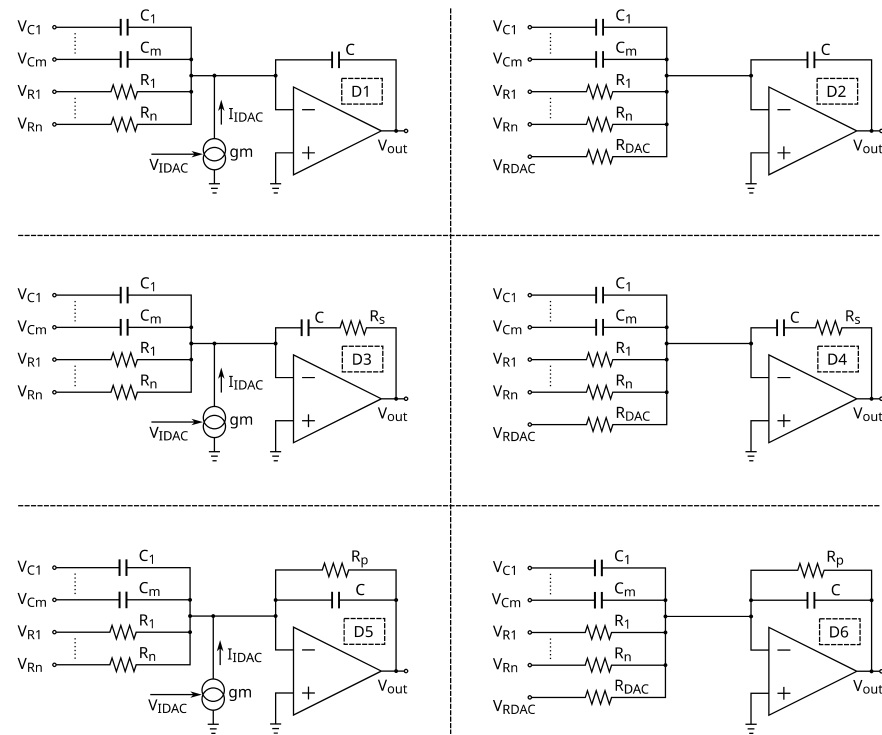 V_C1 C_1
V_Cm C_m
V_R1 R_1
V_Rn R_n
C
D1
I_IDAC
V_IDAC gm
− +
V_out
V_C1 C_1
V_Cm C_m
V_R1 R_1
V_Rn R_n
V_RDAC R_DAC
C
D2
− +
V_out
V_C1 C_1
V_Cm C_m
V_R1 R_1
V_Rn R_n
C R_s
D3
I_IDAC
V_IDAC gm
− +
V_out
V_C1 C_1
V_Cm C_m
V_R1 R_1
V_Rn R_n
V_RDAC R_DAC
C R_s
D4
− +
V_out
V_C1 C_1
V_Cm C_m
V_R1 R_1
V_Rn R_n
R_p
C
D5
I_IDAC
V_IDAC gm
− +
V_out
V_C1 C_1
V_Cm C_m
V_R1 R_1
V_Rn R_n
V_RDAC R_DAC
R_p
C
D6
− +
V_out